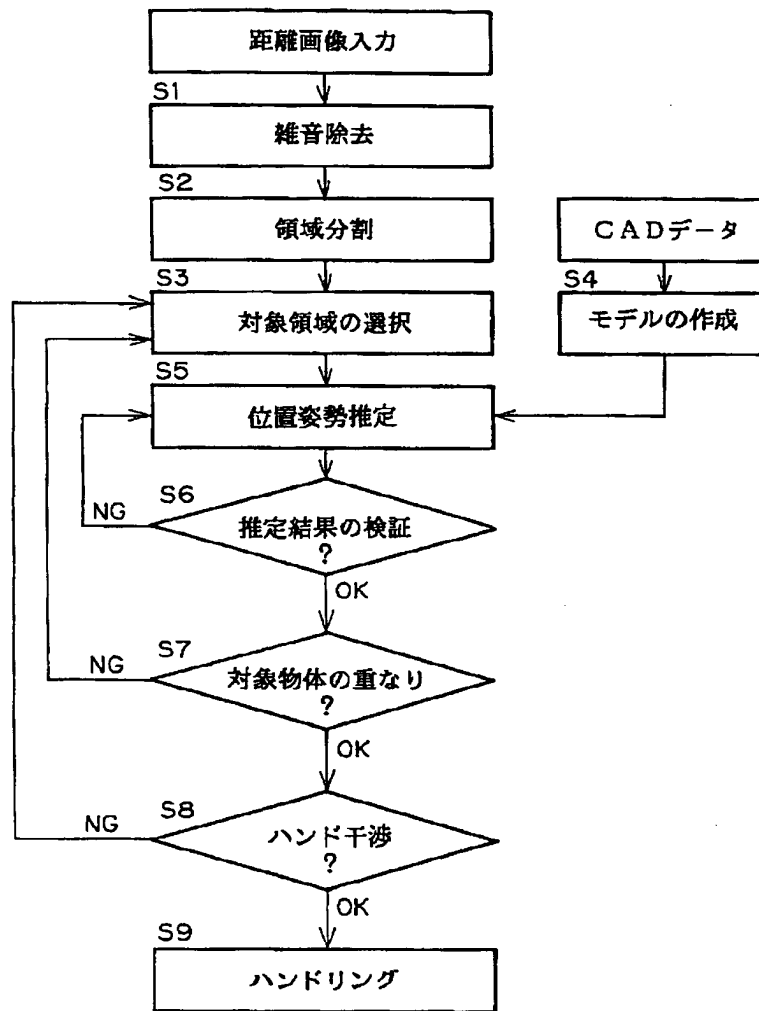 距離画像入力
S1
雑音除去
S2
領域分割
CADデータ
S3
対象領域の選択
S4
モデルの作成
S5
位置姿勢推定
S6
NG
推定結果の検証
?
OK
S7
NG
対象物体の重なり
?
OK
S8
NG
ハンド干渉
?
OK
S9
ハンドリング